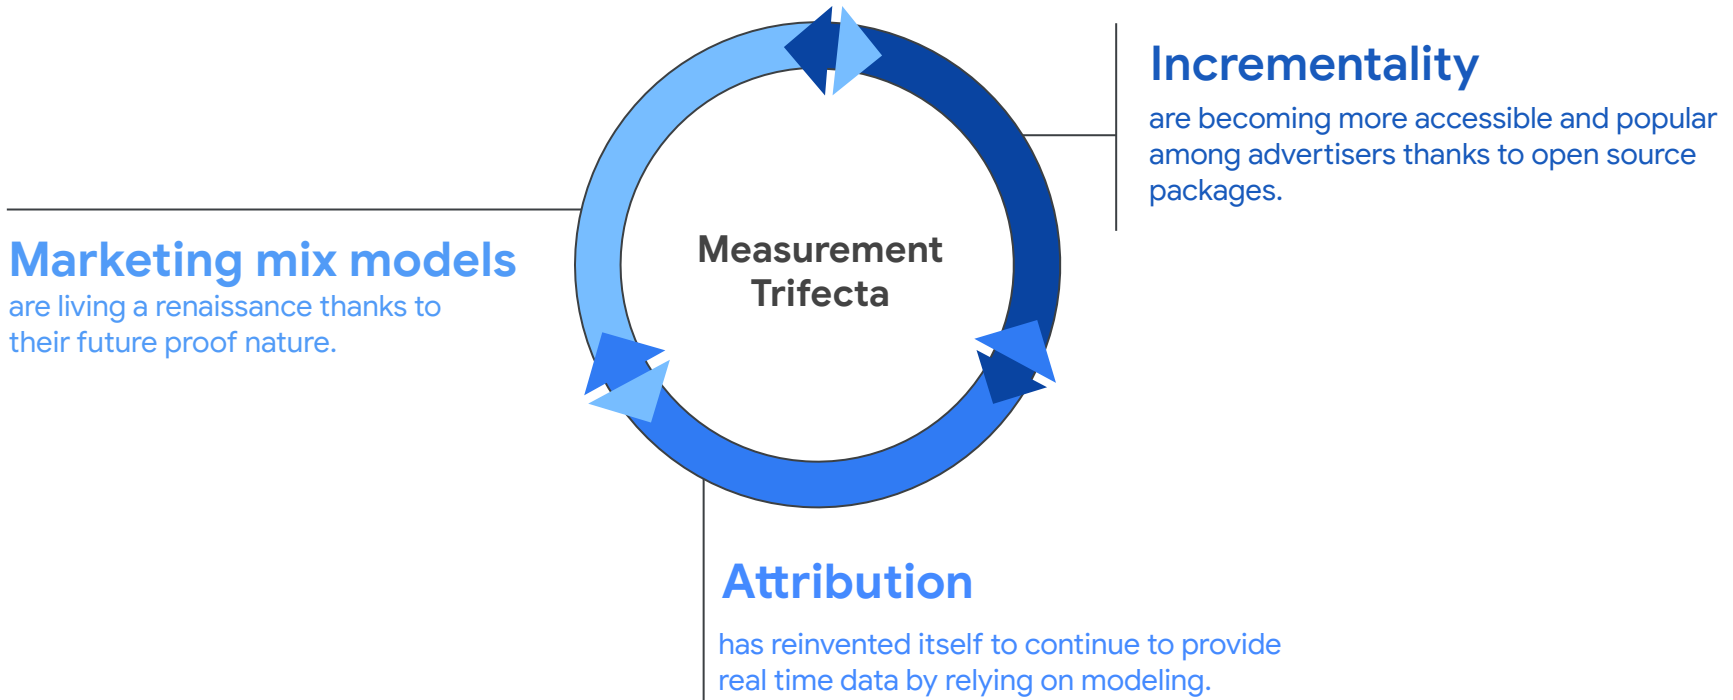 Measurement
Trifecta
Incrementality
are becoming more accessible and popular
among advertisers thanks to open source
packages.
Marketing mix models
are living a renaissance thanks to
their future proof nature.
Attribution
has reinvented itself to continue to provide
real time data by relying on modeling.